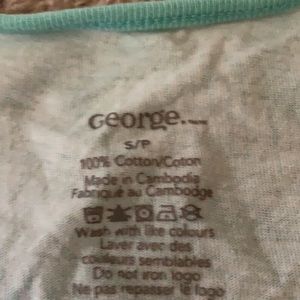 George.
S/P
100% Cotton/Coton
Made in Cambodia
Fabriqué au Cambodge
Wash with like colours
Laver avec des
couleurs semblables
Do not iron logo
Ne pas repasser le logo